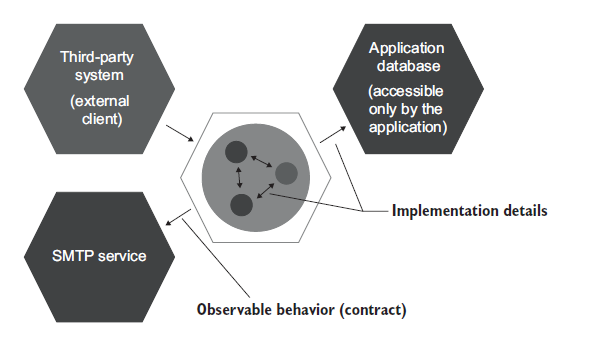 Third-party
system
(external
client)
Application
database
(accessible
only by the
application)
Implementation details
SMTP service
Observable behavior (contract)